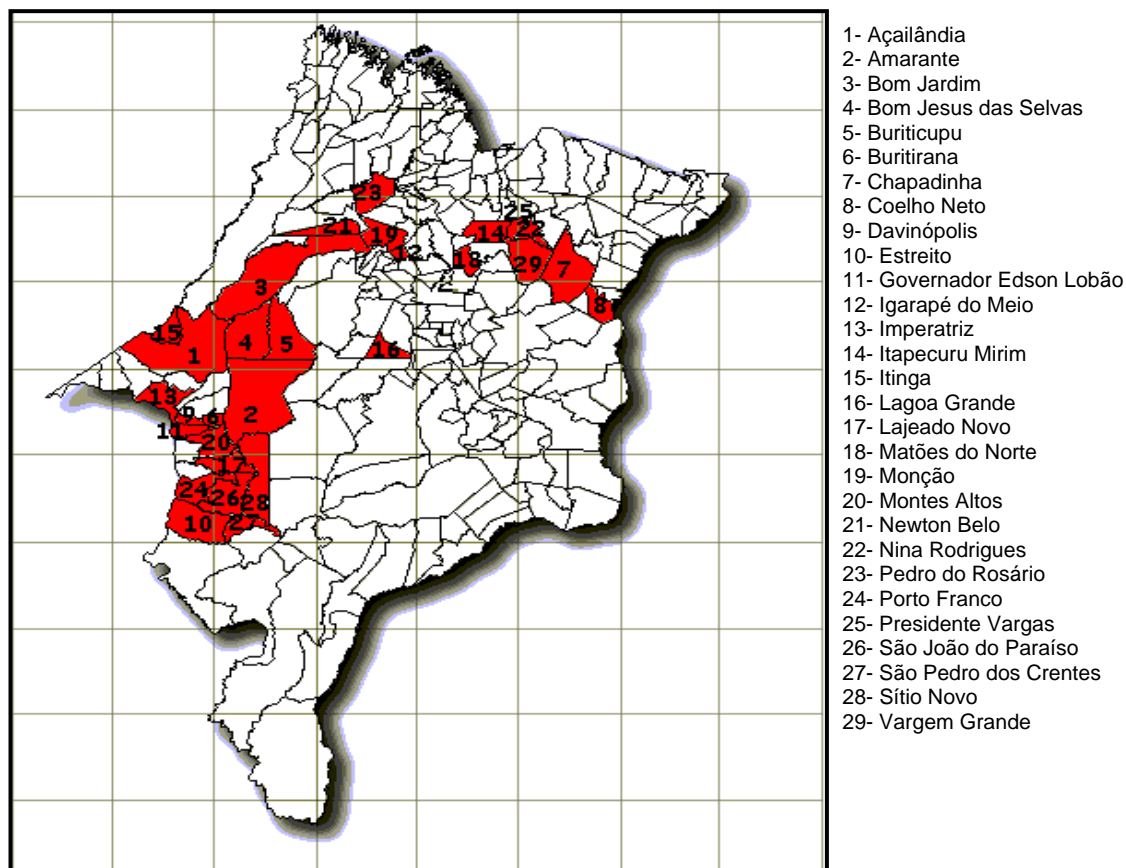 1- Açailândia
2- Amarante
3- Bom Jardim
4- Bom Jesus das Selvas
5- Buriticupu
6- Buritirana
7- Chapadinha
8- Coelho Neto
9- Davinópolis
10- Estreito
11- Governador Edson Lobão
12- Igarapé do Meio
13- Imperatriz
14- Itapecuru Mirim
15- Itinga
16- Lagoa Grande
17- Lajeado Novo
18- Matões do Norte
19- Monção
20- Montes Altos
21- Newton Belo
22- Nina Rodrigues
23- Pedro do Rosário
24- Porto Franco
25- Presidente Vargas
26- São João do Paraíso
27- São Pedro dos Crentes
28- Sítio Novo
29- Vargem Grande
23
25
21
19
14
22
12
18
29
7
3
8
15
4
5
16
1
13
2
9
6
11
20
17
24
26
28
10
27